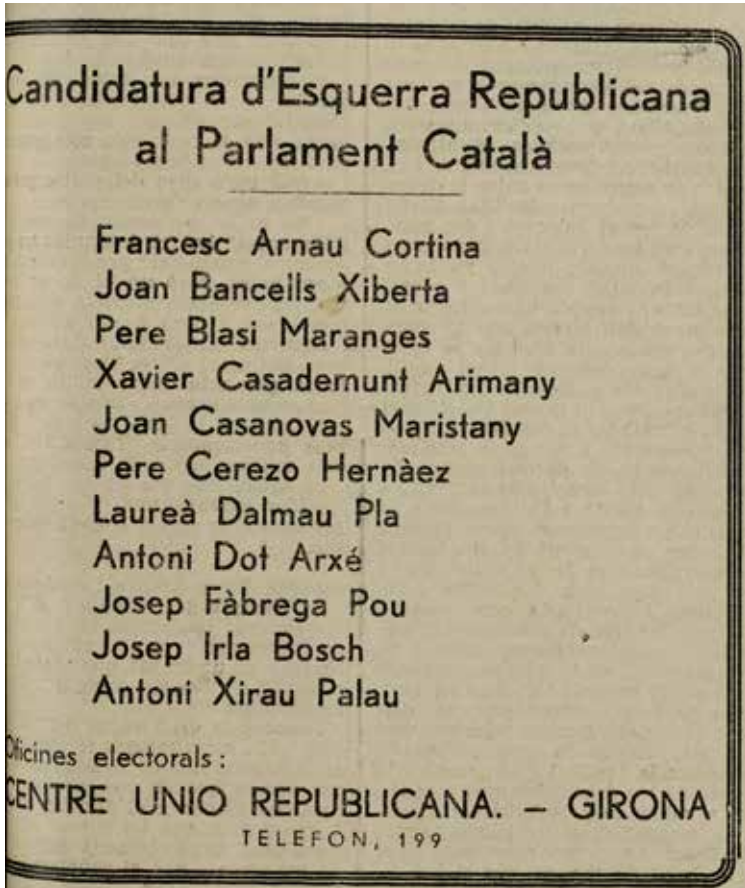 Candidatura d'Esquerra Republicana
al Parlament Català
Francesc Arnau Cortina
Joan Bancells Xiberta
Pere Blasi Maranges
Xavier Casademunt Arimany
Joan Casanovas Maristany
Pere Cerezo Hernàez
Laureà Dalmau Pla
Antoni Dot Arxé
Josep Fàbrega Pou
Josep Irla Bosch
Antoni Xirau Palau
Oficines electorals:
CENTRE UNIO REPUBLICANA. – GIRONA
TELEFON, 199